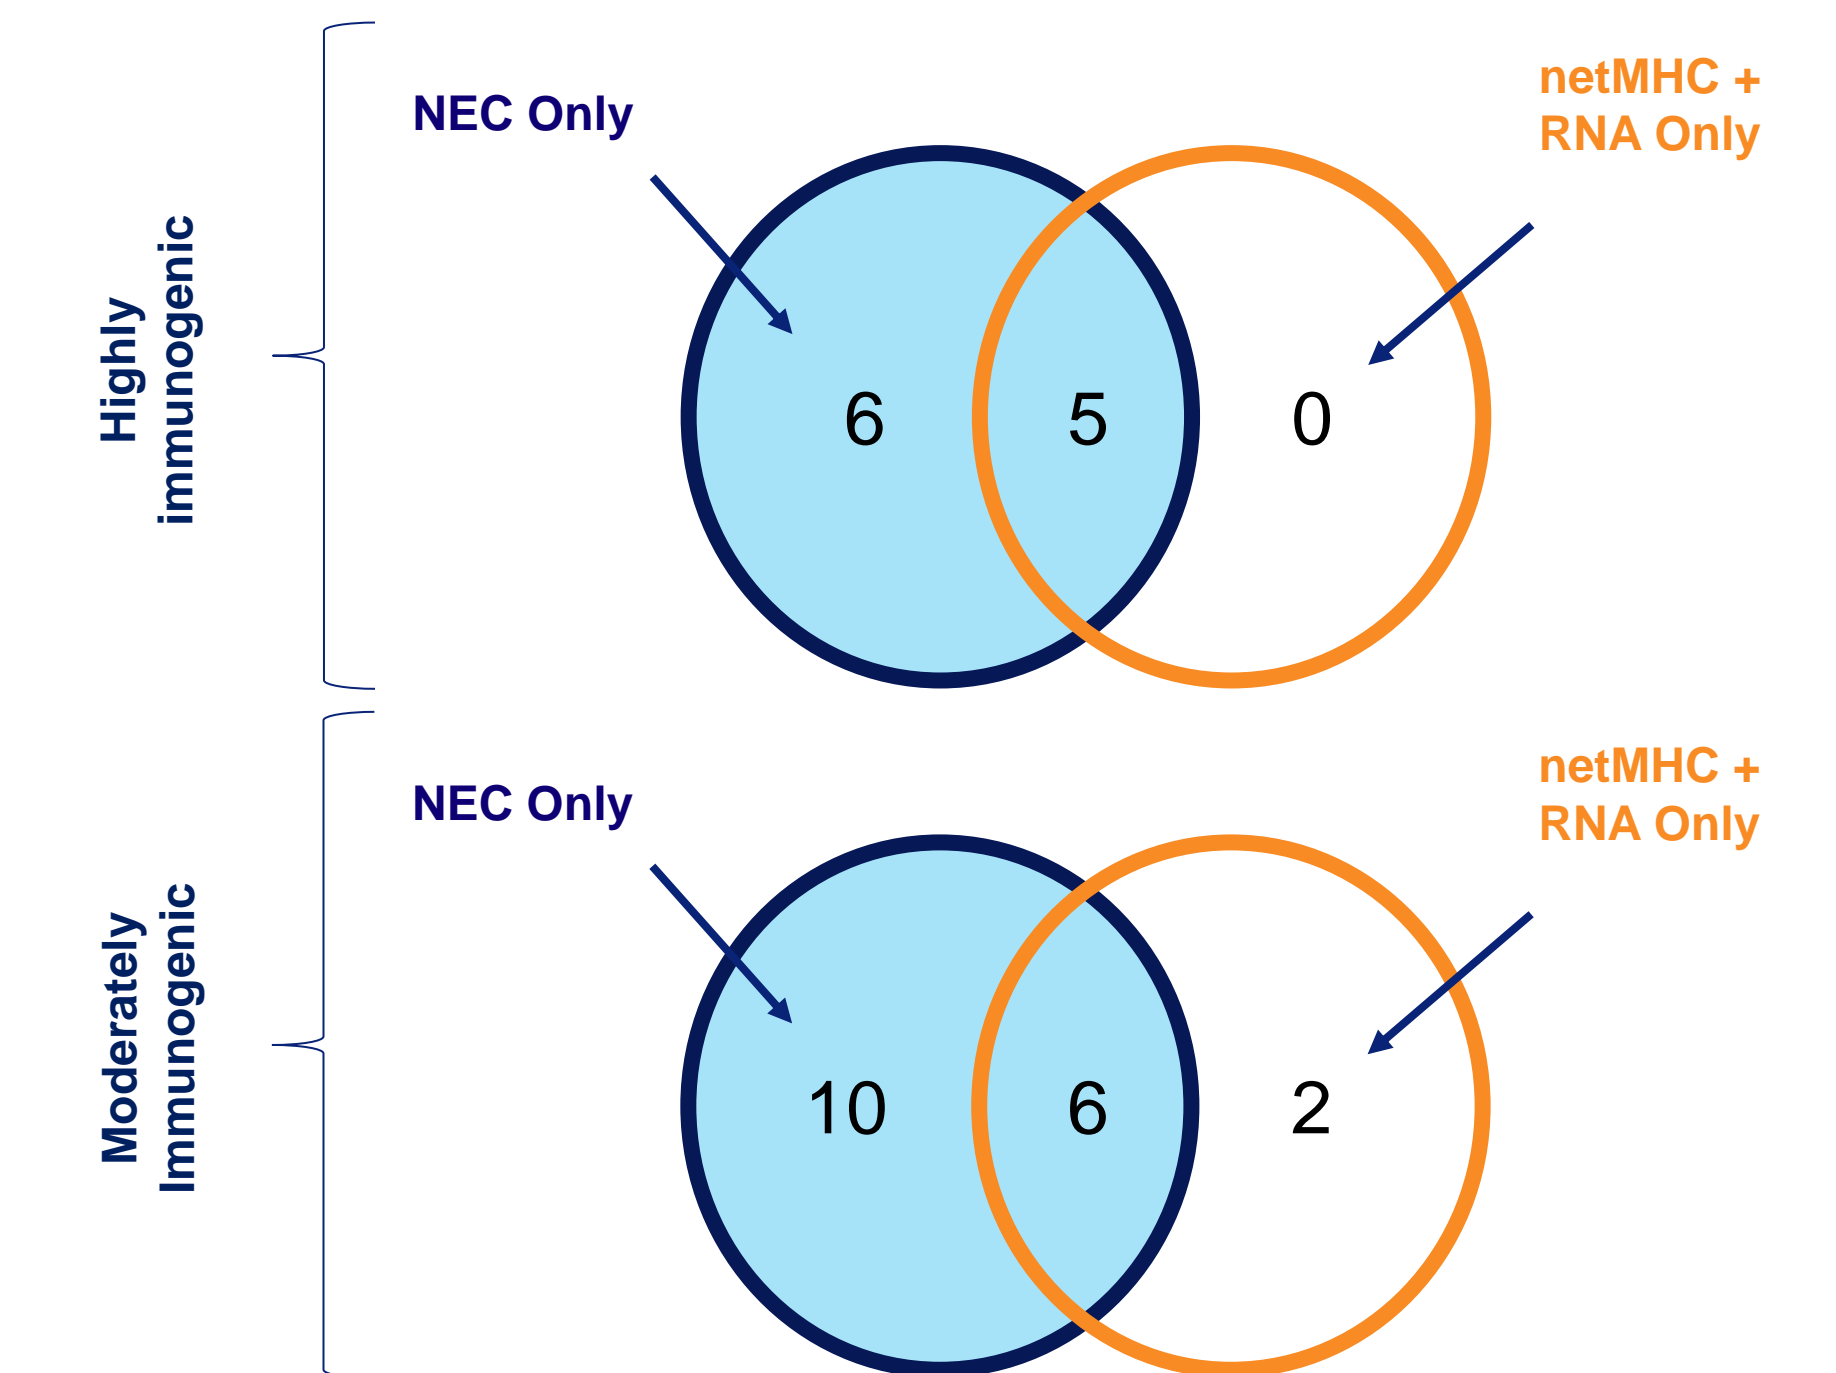 Highly
immunogenic
NEC Only
netMHC +
RNA Only
6
5
0
Moderately
Immunogenic
NEC Only
netMHC +
RNA Only
10
6
2